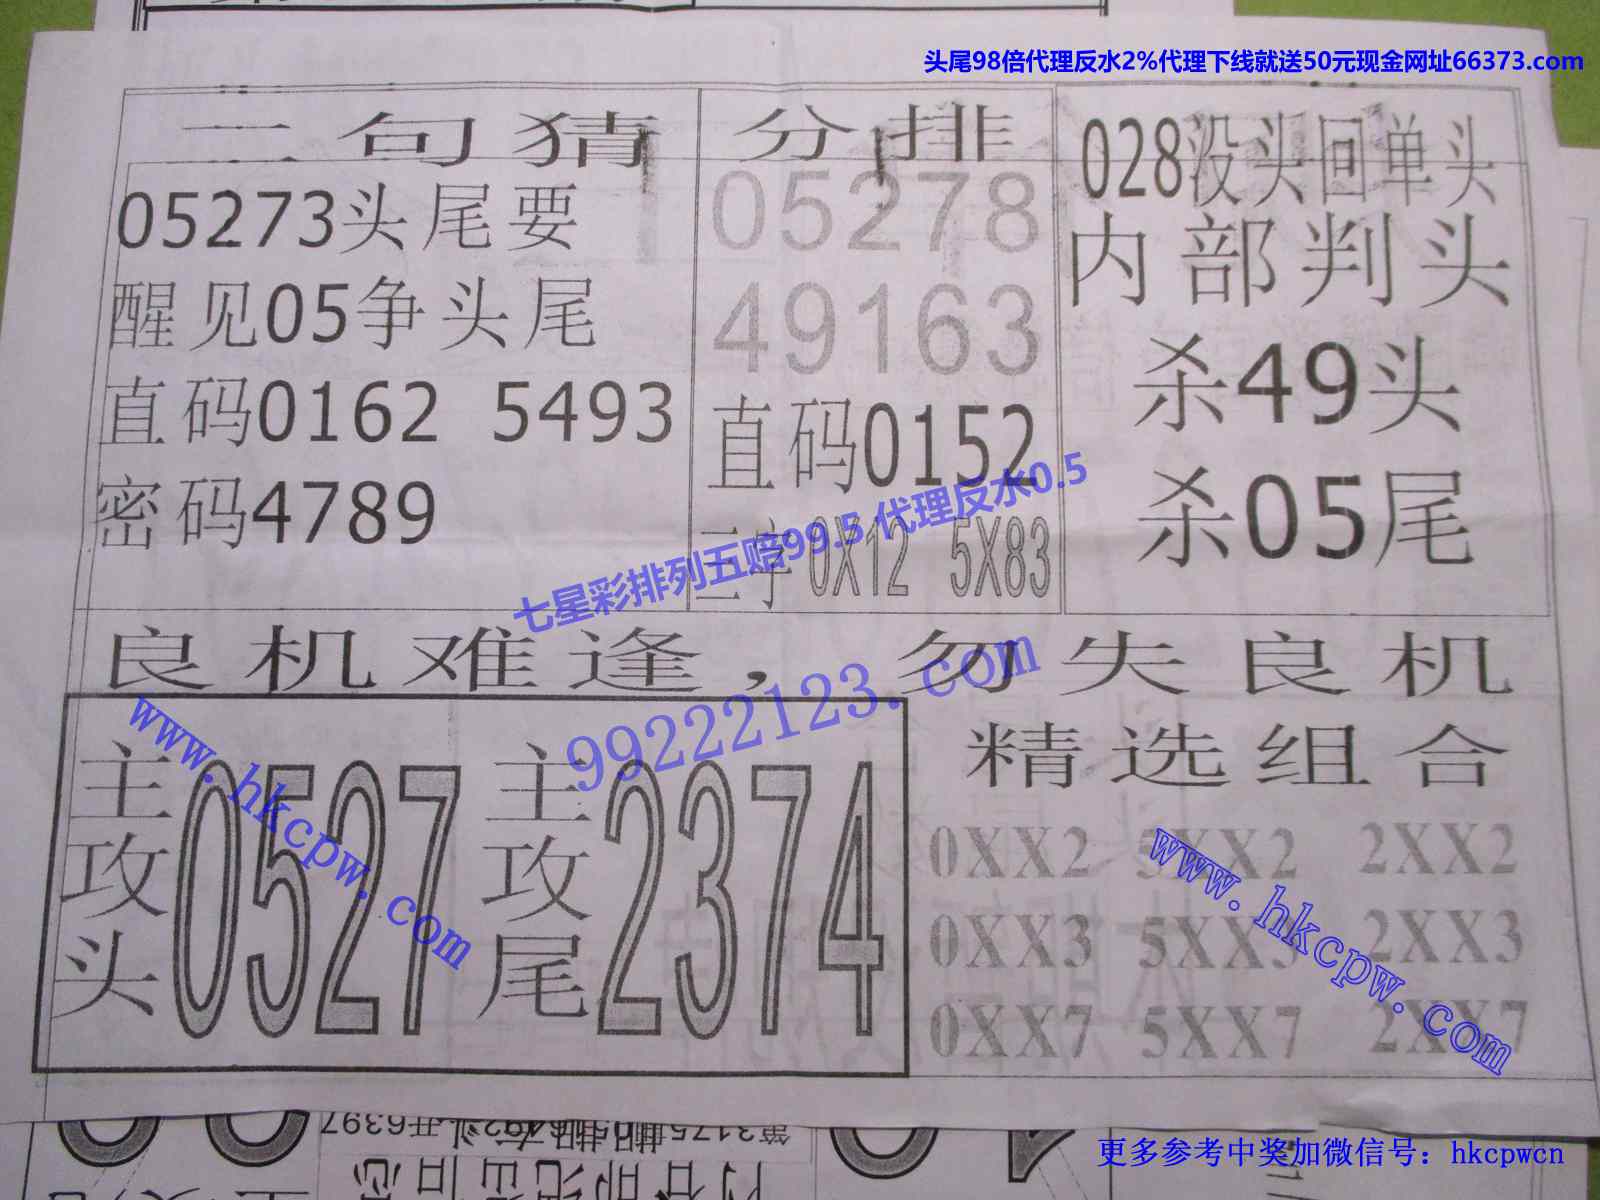 头尾98倍代理反水2%代理下线就送50元现金网址66373.com
二句猜
05273头尾要
醒见05争头尾
直码0162 5493
密码4789
分排
05278
49163
直码0152
二字0X12 5X83
028没头回单头
内部判头
杀49头
杀05尾
七星彩排列五赔99.5 代理反水0.5
良机难逢，勿失良机
99222123.com
主攻头0527
主攻尾2374
www.hkcpw.com
精选组合
0XX2 5XX2 2XX2
0XX3 5XX3 2XX3
0XX7 5XX7 2XX7
www.hkcpw.com
更多参考中奖加微信号：hkcpwcn